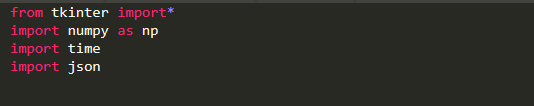 from tkinter import*
import numpy as np
import time
import json